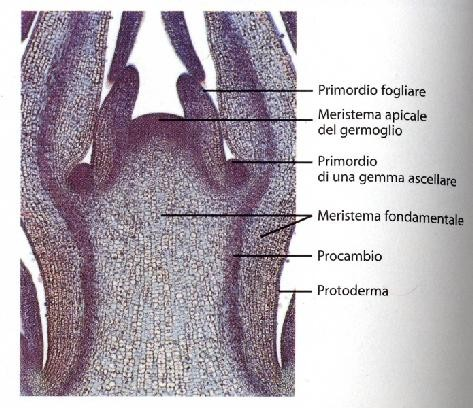 Primordio fogliare
Meristema apicale
del germoglio
Primordio
di una gemma ascellare
Meristema fondamentale
Procambio
Protoderma